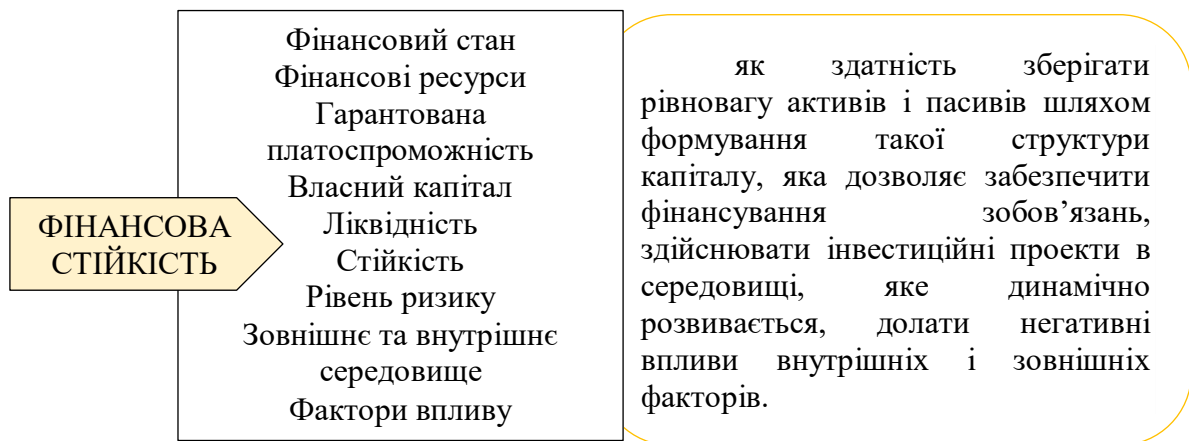 ФІНАНСОВА
СТІЙКІСТЬ
Фінансовий стан
Фінансові ресурси
Гарантована
платоспроможність
Власний капітал
Ліквідність
Стійкість
Рівень ризику
Зовнішнє та внутрішнє
середовище
Фактори впливу
як здатність зберігати
рівновагу активів і пасивів шляхом
формування такої структури
капіталу, яка дозволяє забезпечити
фінансування зобов’язань,
здійснювати інвестиційні проекти в
середовищі, яке динамічно
розвивається, долати негативні
впливи внутрішніх і зовнішніх
факторів.